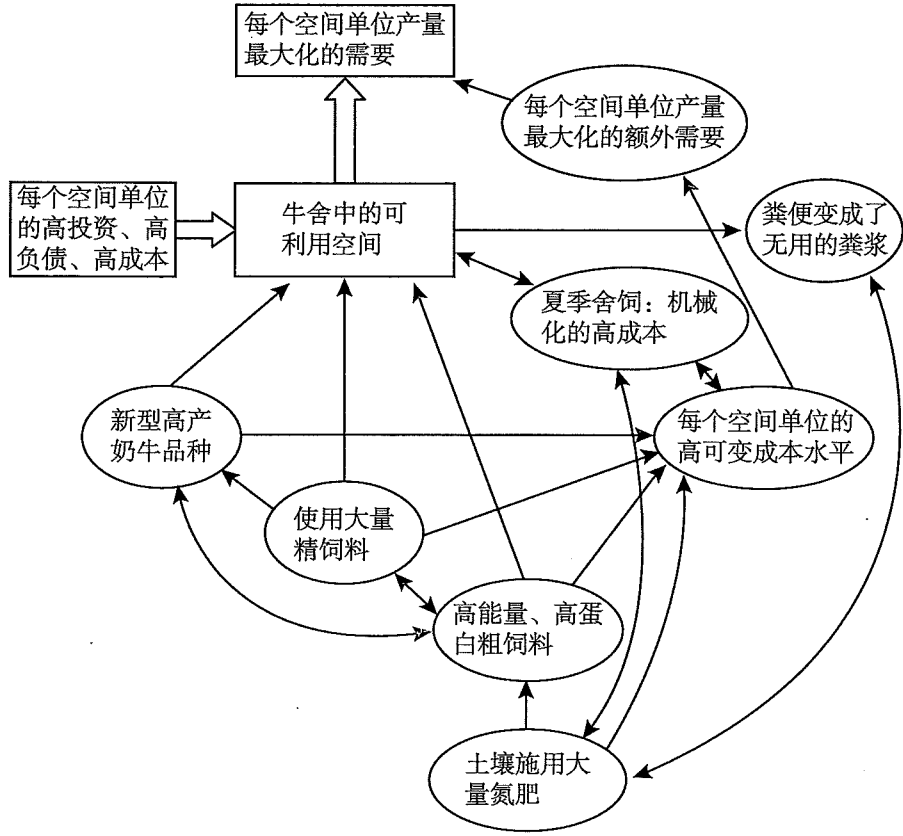 每个空间单位产量
最大化的需要
每个空间单位产量
最大化的额外需要
每个空间单位
的高投资、高
负债、高成本
牛舍中的可
利用空间
粪便变成了
无用的粪浆
夏季舍饲：机械
化的高成本
新型高产
奶牛品种
每个空间单位的
高可变成本水平
使用大量
精饲料
高能量、高蛋
白粗饲料
土壤施用大
量氮肥